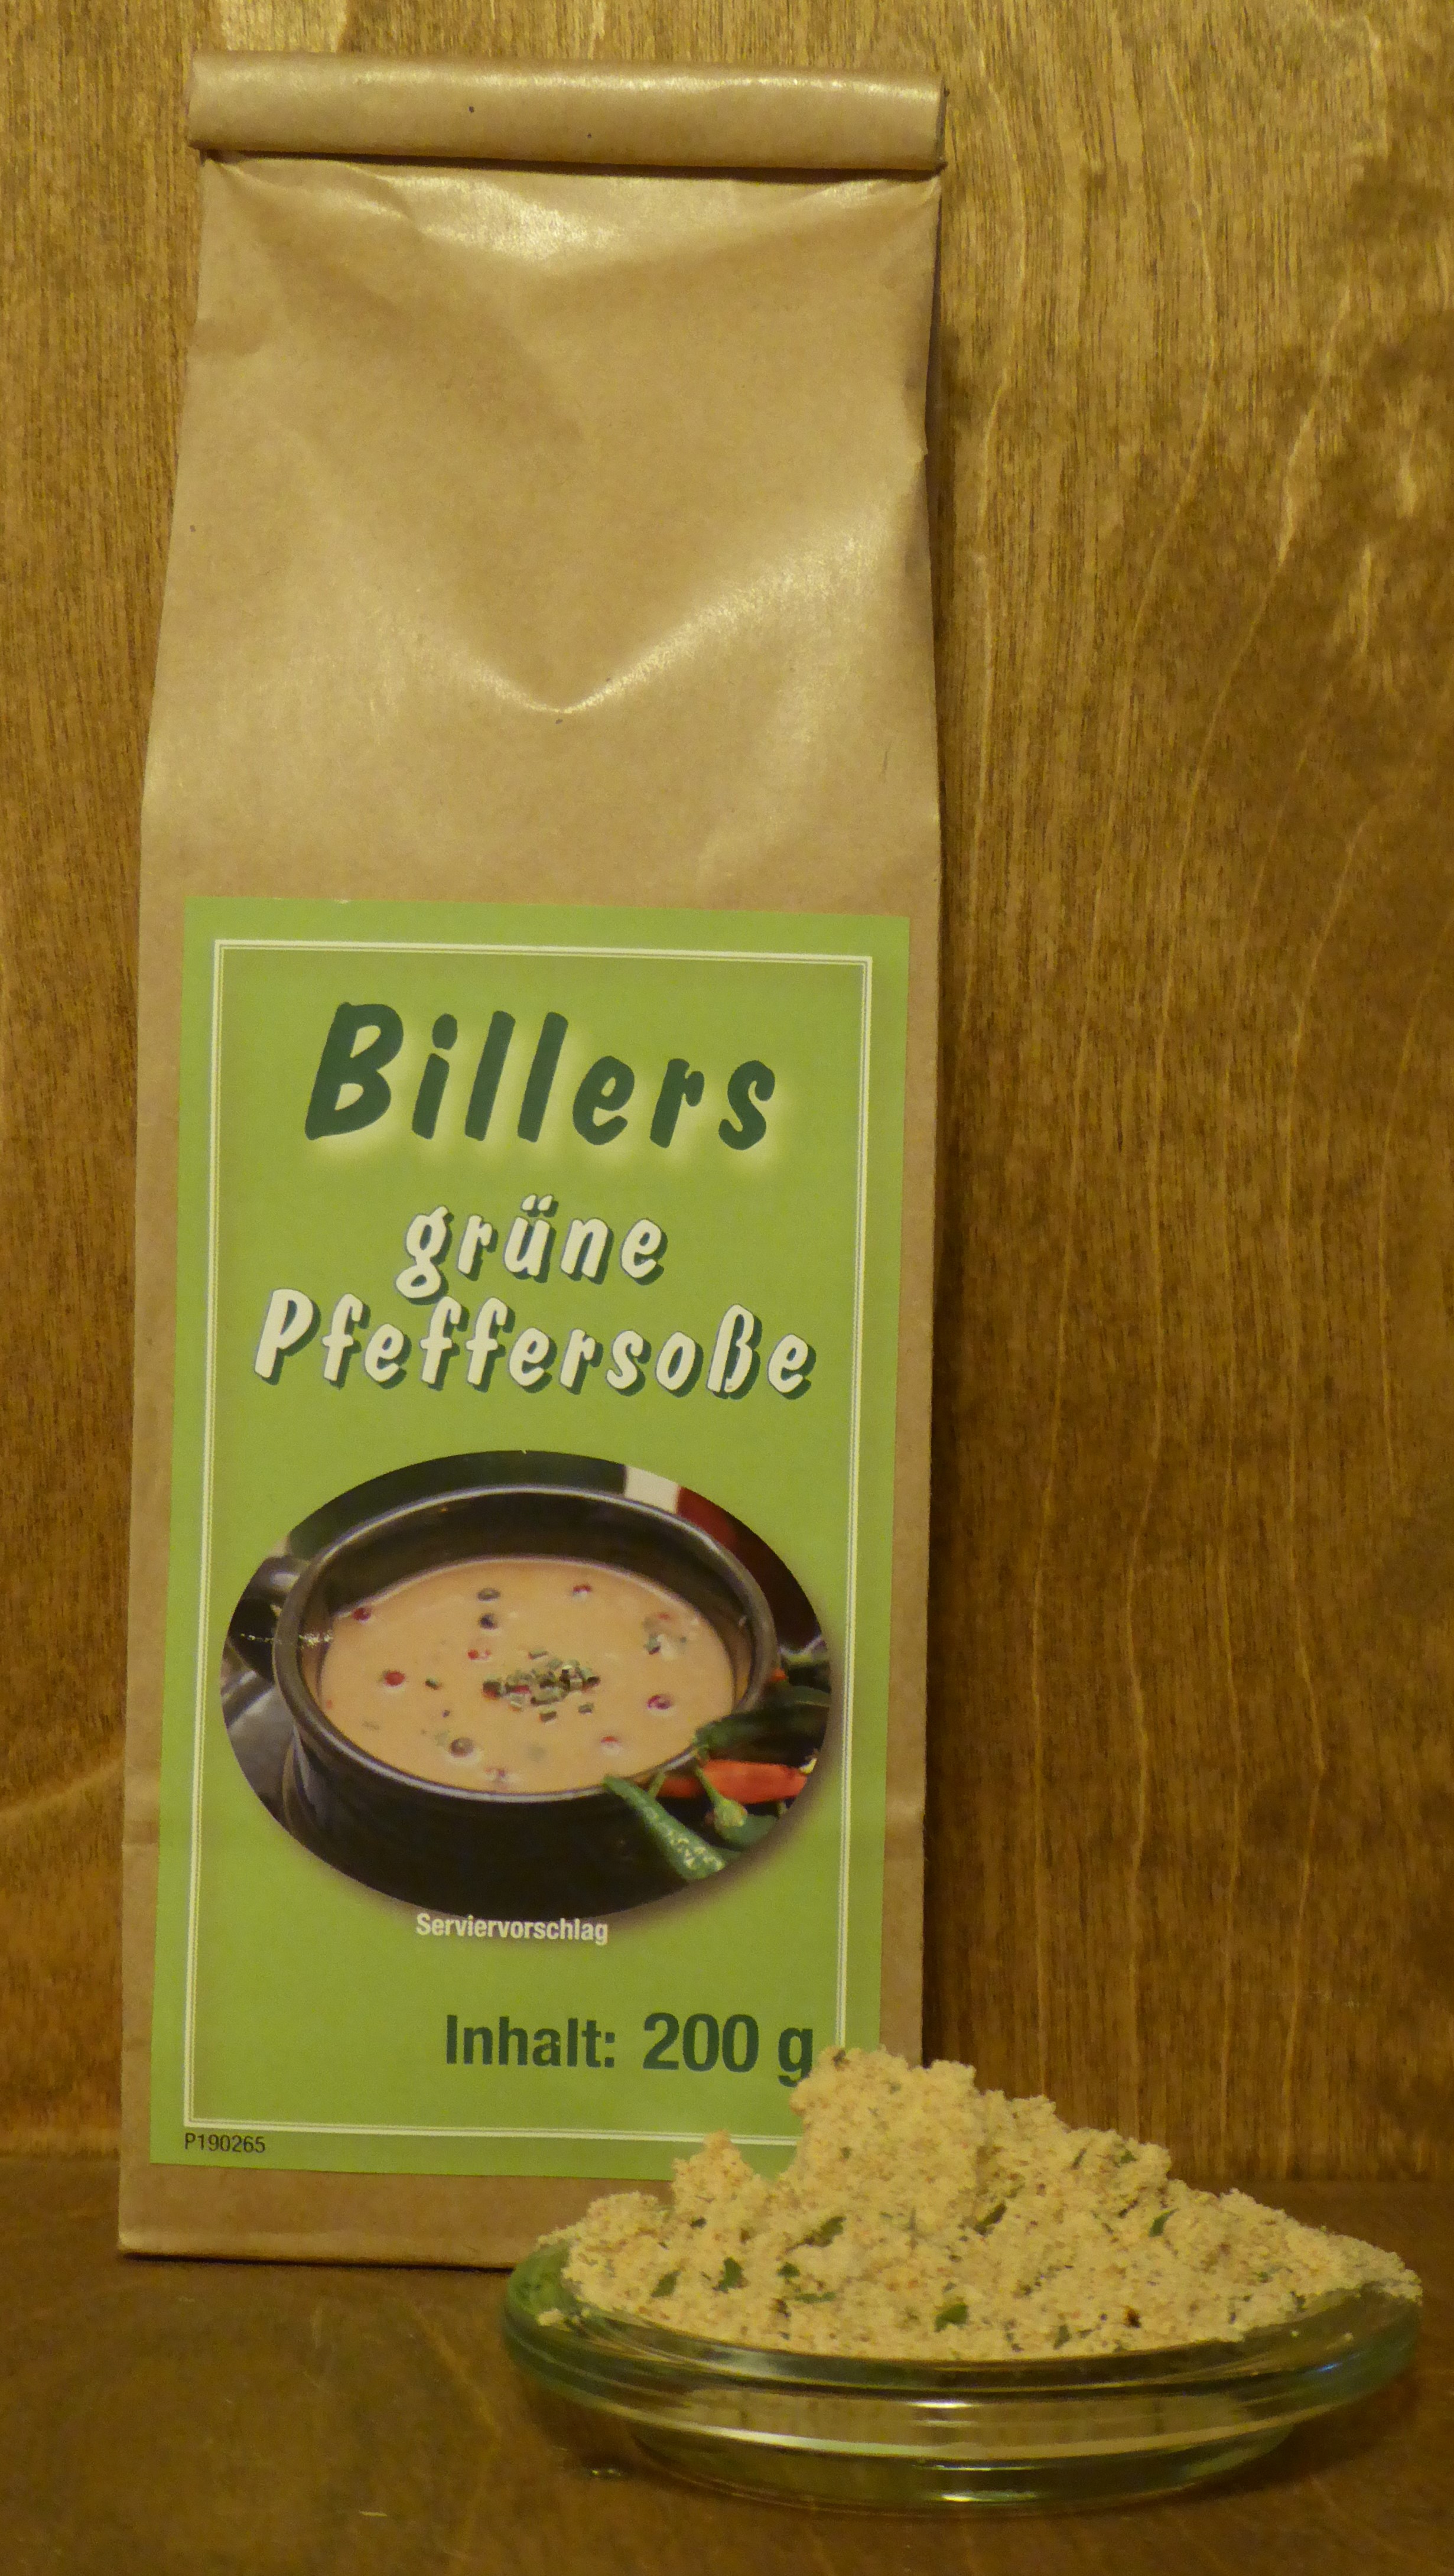 Billers
grüne
Pfeffersoße
Serviervorschlag
Inhalt: 200 g
P190265